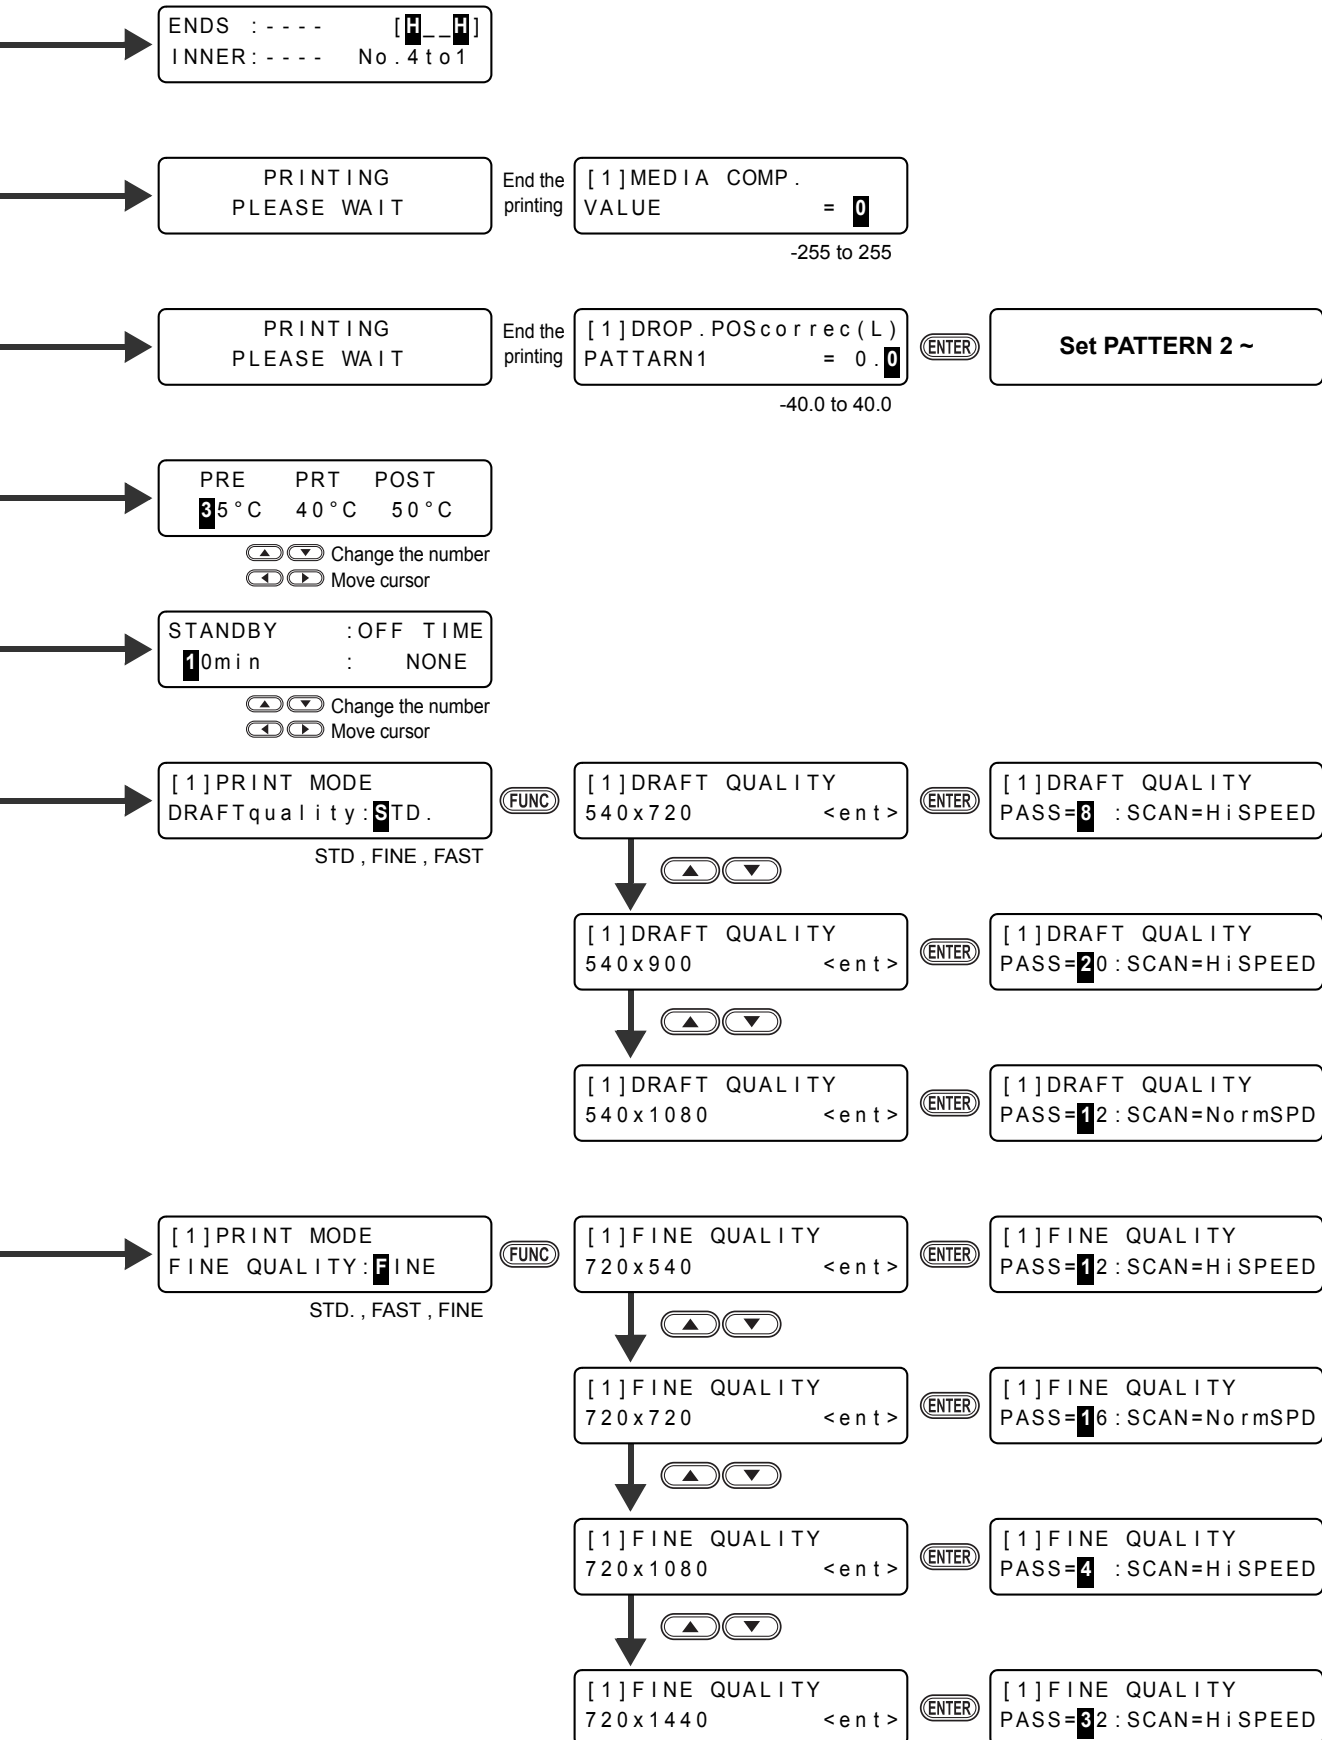 ENDS :---- [H__H]
INNER:---- No.4to1
PRINTING
PLEASE WAIT
End the
printing
[1]MEDIA COMP.
VALUE = 0
-255 to 255
PRINTING
PLEASE WAIT
End the
printing
[1]DROP.POScorrec(L)
PATTARN1 = 0.0
-40.0 to 40.0
ENTER
Set PATTERN 2 ~
PRE PRT POST
35°C 40°C 50°C
Change the number
Move cursor
STANDBY :OFF TIME
10min : NONE
Change the number
Move cursor
[1]PRINT MODE
DRAFTquality:STD.
STD , FINE , FAST
FUNC
[1]DRAFT QUALITY
540x720 <ent>
ENTER
[1]DRAFT QUALITY
PASS=8 :SCAN=HiSPEED
[1]DRAFT QUALITY
540x900 <ent>
ENTER
[1]DRAFT QUALITY
PASS=20:SCAN=HiSPEED
[1]DRAFT QUALITY
540x1080 <ent>
ENTER
[1]DRAFT QUALITY
PASS=12:SCAN=NormSPD
[1]PRINT MODE
FINE QUALITY:FINE
STD. , FAST , FINE
FUNC
[1]FINE QUALITY
720x540 <ent>
ENTER
[1]FINE QUALITY
PASS=12:SCAN=HiSPEED
[1]FINE QUALITY
720x720 <ent>
ENTER
[1]FINE QUALITY
PASS=16:SCAN=NormSPD
[1]FINE QUALITY
720x1080 <ent>
ENTER
[1]FINE QUALITY
PASS=4 :SCAN=HiSPEED
[1]FINE QUALITY
720x1440 <ent>
ENTER
[1]FINE QUALITY
PASS=32:SCAN=HiSPEED